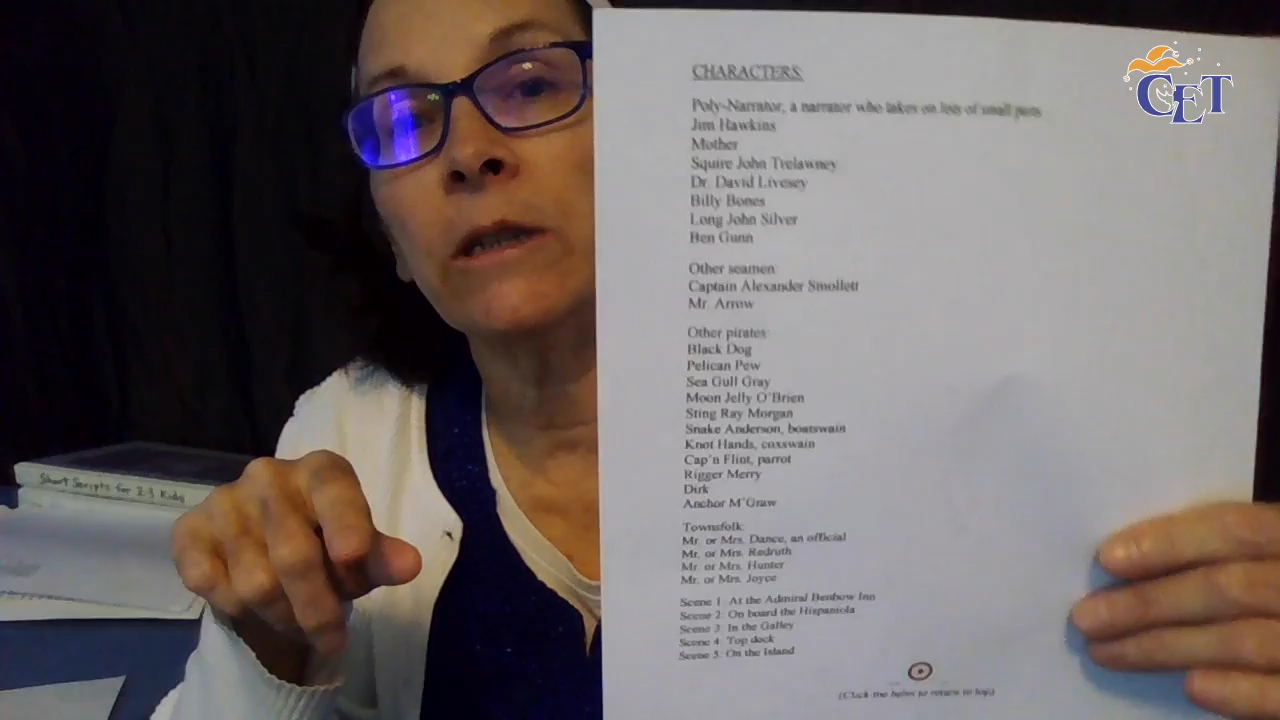 CET
CHARACTERS:
Poly-Narrator, a narrator who takes on lots of small parts
Jim Hawkins
Mother
Squire John Trelawney
Dr. David Livesey
Billy Bones
Long John Silver
Ben Gunn
Other seamen:
Captain Alexander Smollett
Mr. Arrow
Other pirates:
Black Dog
Pelican Pew
Sea Gull Gray
Moon Jelly O'Brien
Sting Ray Morgan
Snake Anderson, boatswain
Knot Hands, coxswain
Cap'n Flint, parrot
Rigger Merry
Dirk
Anchor M'Graw
Townsfolk:
Mr. or Mrs. Dance, an official
Mr. or Mrs. Redruth
Mr. or Mrs. Hunter
Mr. or Mrs. Joyce
Scene 1: At the Admiral Benbow Inn
Scene 2: On board the Hispaniola
Scene 3: In the Galley
Scene 4: Top deck
Scene 5: On the Island
(Click the helm to return to top)
Short Scripts for 2-3 Kids